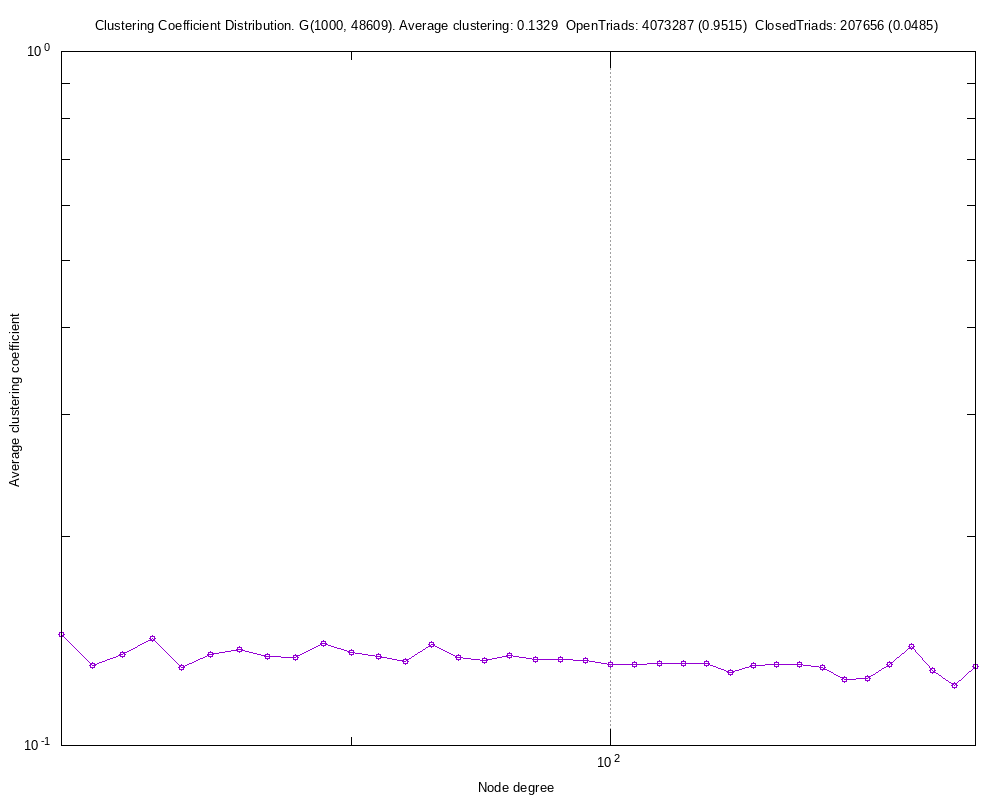 Clustering Coefficient Distribution. G(1000, 48609). Average clustering: 0.1329  OpenTriads: 4073287 (0.9515)  ClosedTriads: 207656 (0.0485)
10^0
Average clustering coefficient
10^-1
10^2
Node degree